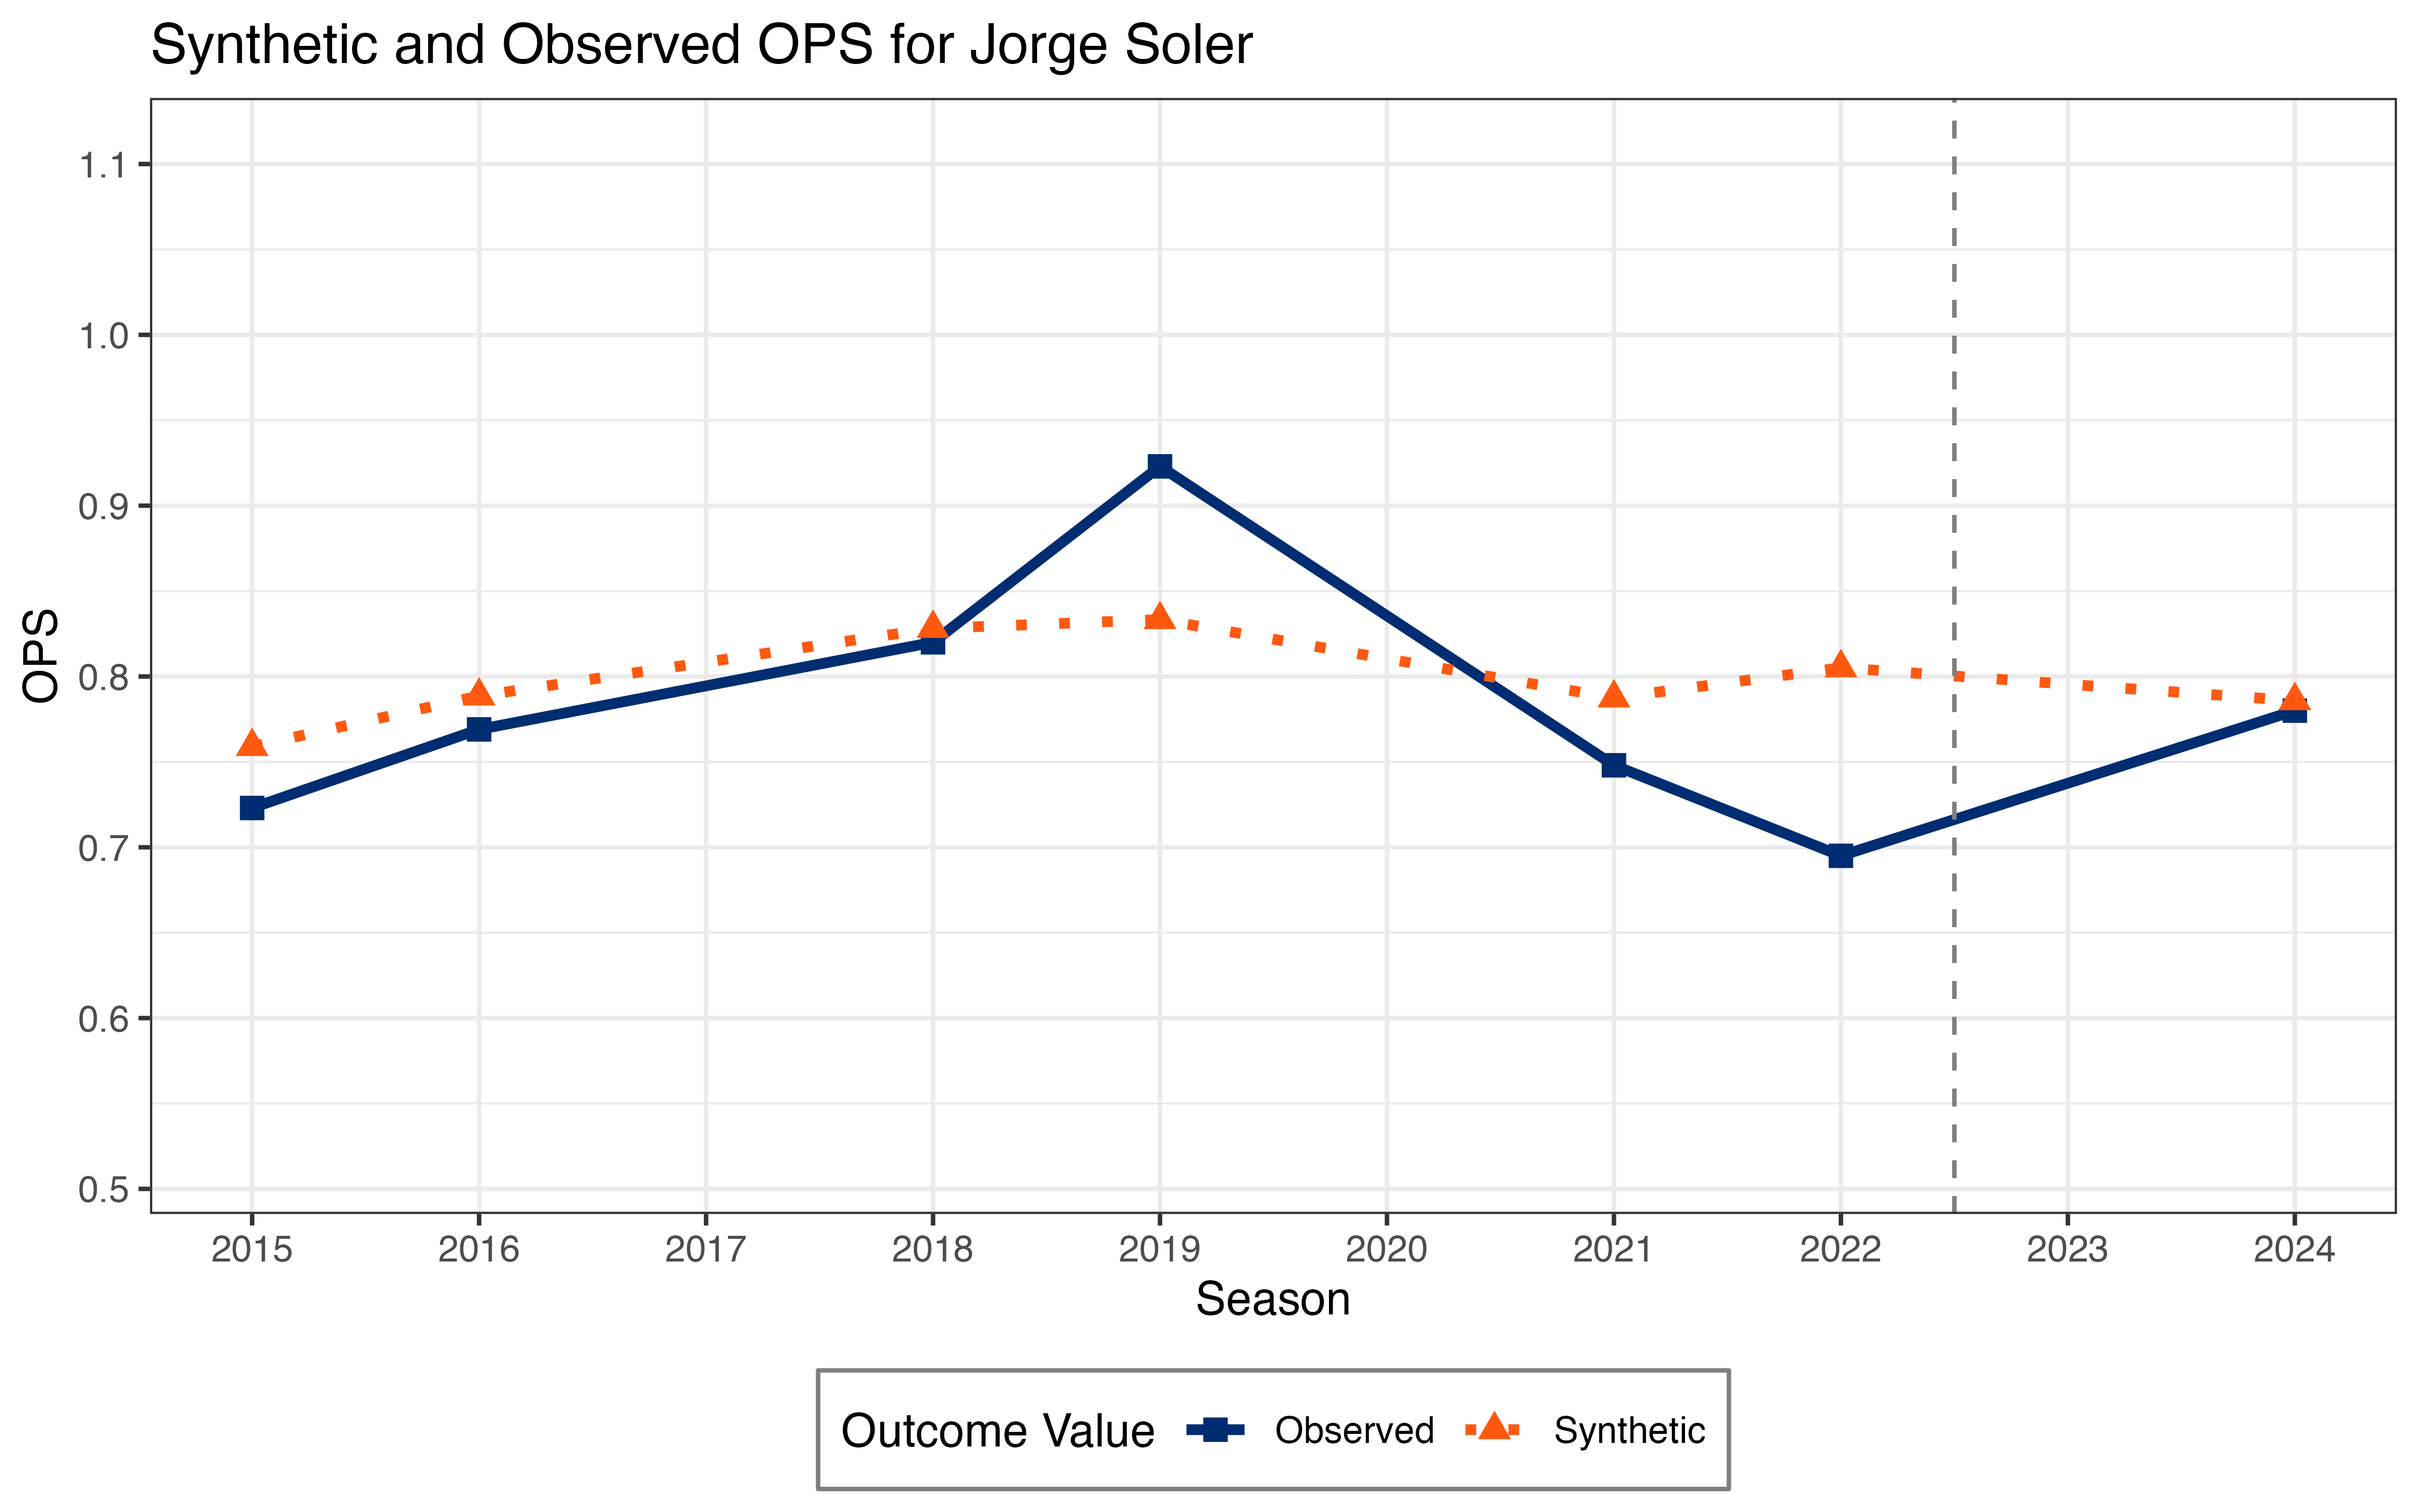 Synthetic and Observed OPS for Jorge Soler
OPS
1.1
1.0
0.9
0.8
0.7
0.6
0.5
2015 2016 2017 2018 2019 2020 2021 2022 2023 2024
Season
Outcome Value Observed Synthetic